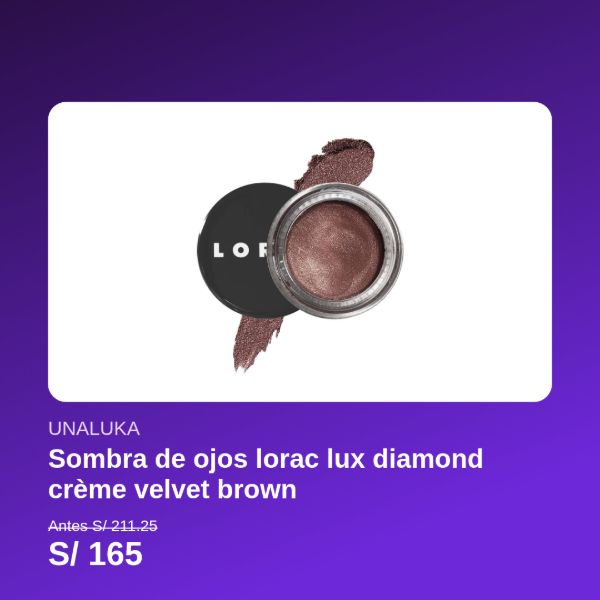 LOR
UNALUKA
Sombra de ojos lorac lux diamond
crème velvet brown
Antes S/ 211.25
S/ 165